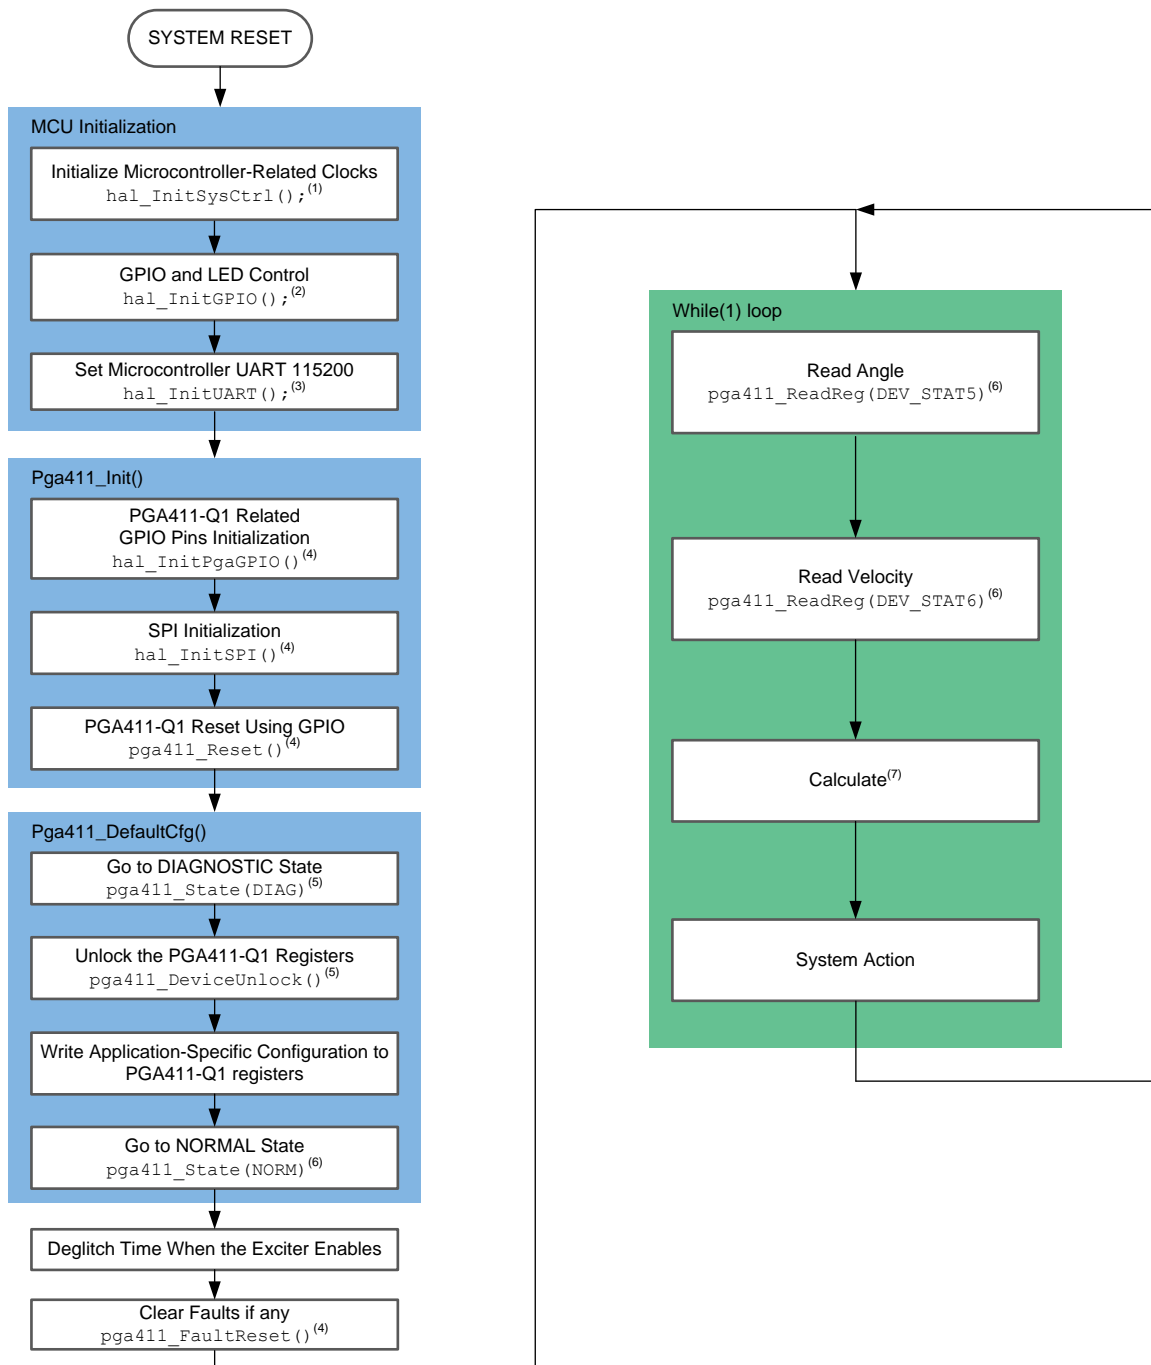 SYSTEM RESET
MCU Initialization
Initialize Microcontroller-Related Clocks
hal_InitSysCtrl();(1)
GPIO and LED Control
hal_InitGPIO();(2)
Set Microcontroller UART 115200
hal_InitUART();(3)
Pga411_Init()
PGA411-Q1 Related
GPIO Pins Initialization
hal_InitPgaGPIO()(4)
SPI Initialization
hal_InitSPI()(4)
PGA411-Q1 Reset Using GPIO
pga411_Reset()(4)
Pga411_DefaultCfg()
Go to DIAGNOSTIC State
pga411_State(DIAG)(5)
Unlock the PGA411-Q1 Registers
pga411_DeviceUnlock()(5)
Write Application-Specific Configuration to
PGA411-Q1 registers
Go to NORMAL State
pga411_State(NORM)(6)
Deglitch Time When the Exciter Enables
Clear Faults if any
pga411_FaultReset()(4)
While(1) loop
Read Angle
pga411_ReadReg(DEV_STAT5)(6)
Read Velocity
pga411_ReadReg(DEV_STAT6)(6)
Calculate(7)
System Action